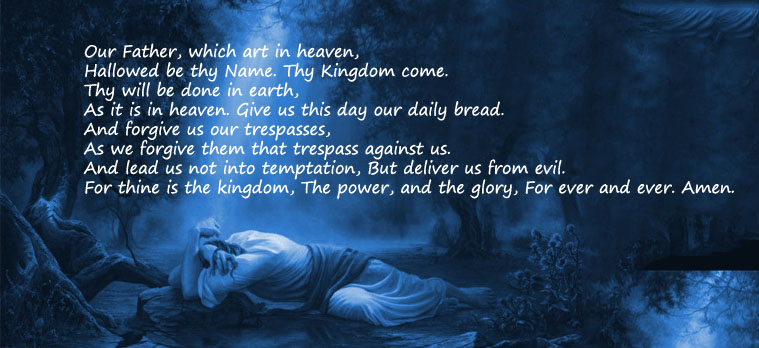 Our Father, which art in heaven,
Hallowed be thy Name. Thy Kingdom come.
Thy will be done in earth,
As it is in heaven. Give us this day our daily bread.
And forgive us our trespasses,
As we forgive them that trespass against us.
And lead us not into temptation, But deliver us from evil.
For thine is the kingdom, The power, and the glory, For ever and ever. Amen.